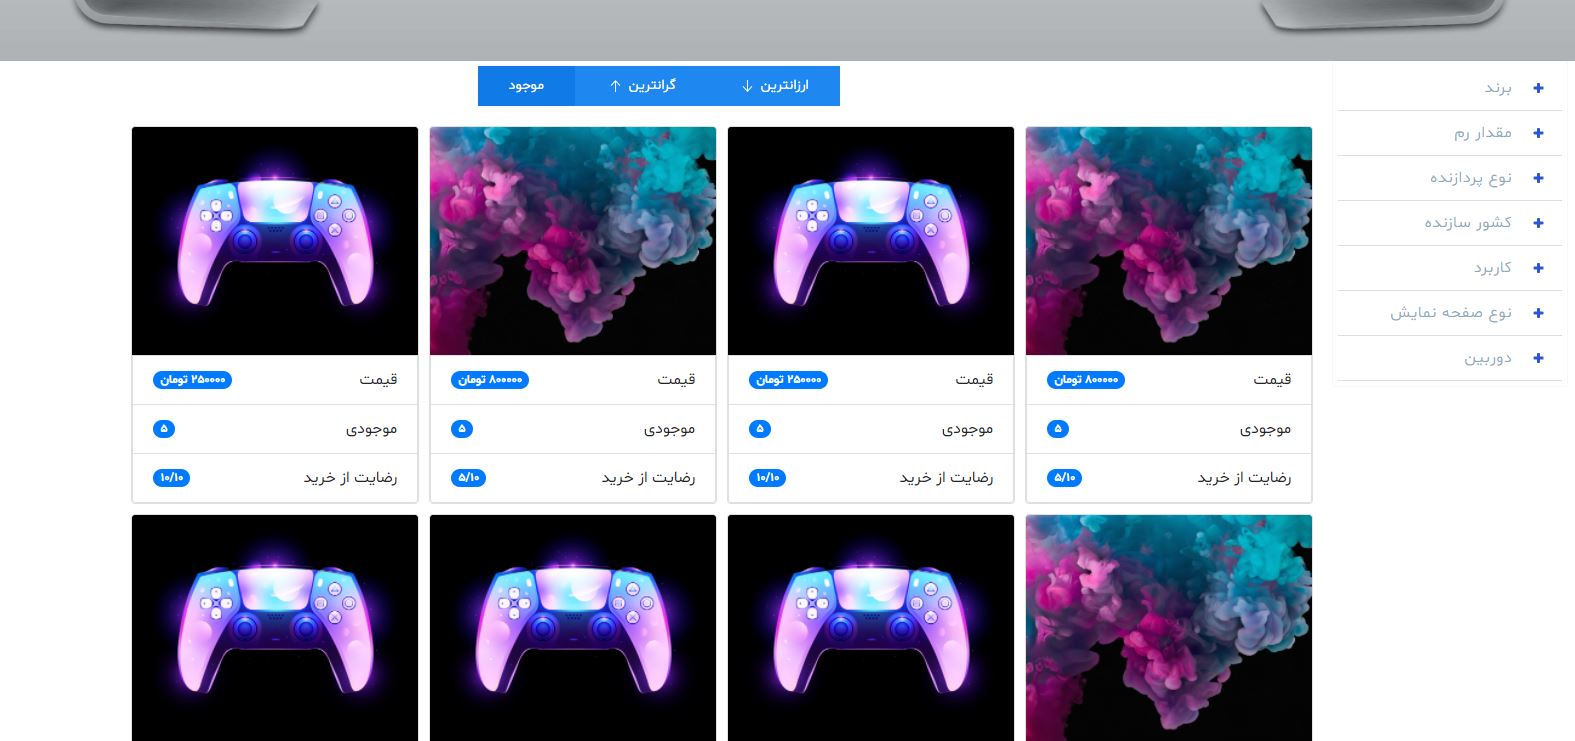 ارزانترین
گرانترین
موجود
برند
مقدار رم
نوع پردازنده
کشور سازنده
کاربرد
نوع صفحه نمایش
دوربین
قیمت ۸۰۰۰۰۰ تومان
موجودی ۵
رضایت از خرید ۵/۱۰
قیمت ۲۵۰۰۰۰ تومان
موجودی ۵
رضایت از خرید ۱۰/۱۰
قیمت ۸۰۰۰۰۰ تومان
موجودی ۵
رضایت از خرید ۵/۱۰
قیمت ۲۵۰۰۰۰ تومان
موجودی ۵
رضایت از خرید ۱۰/۱۰